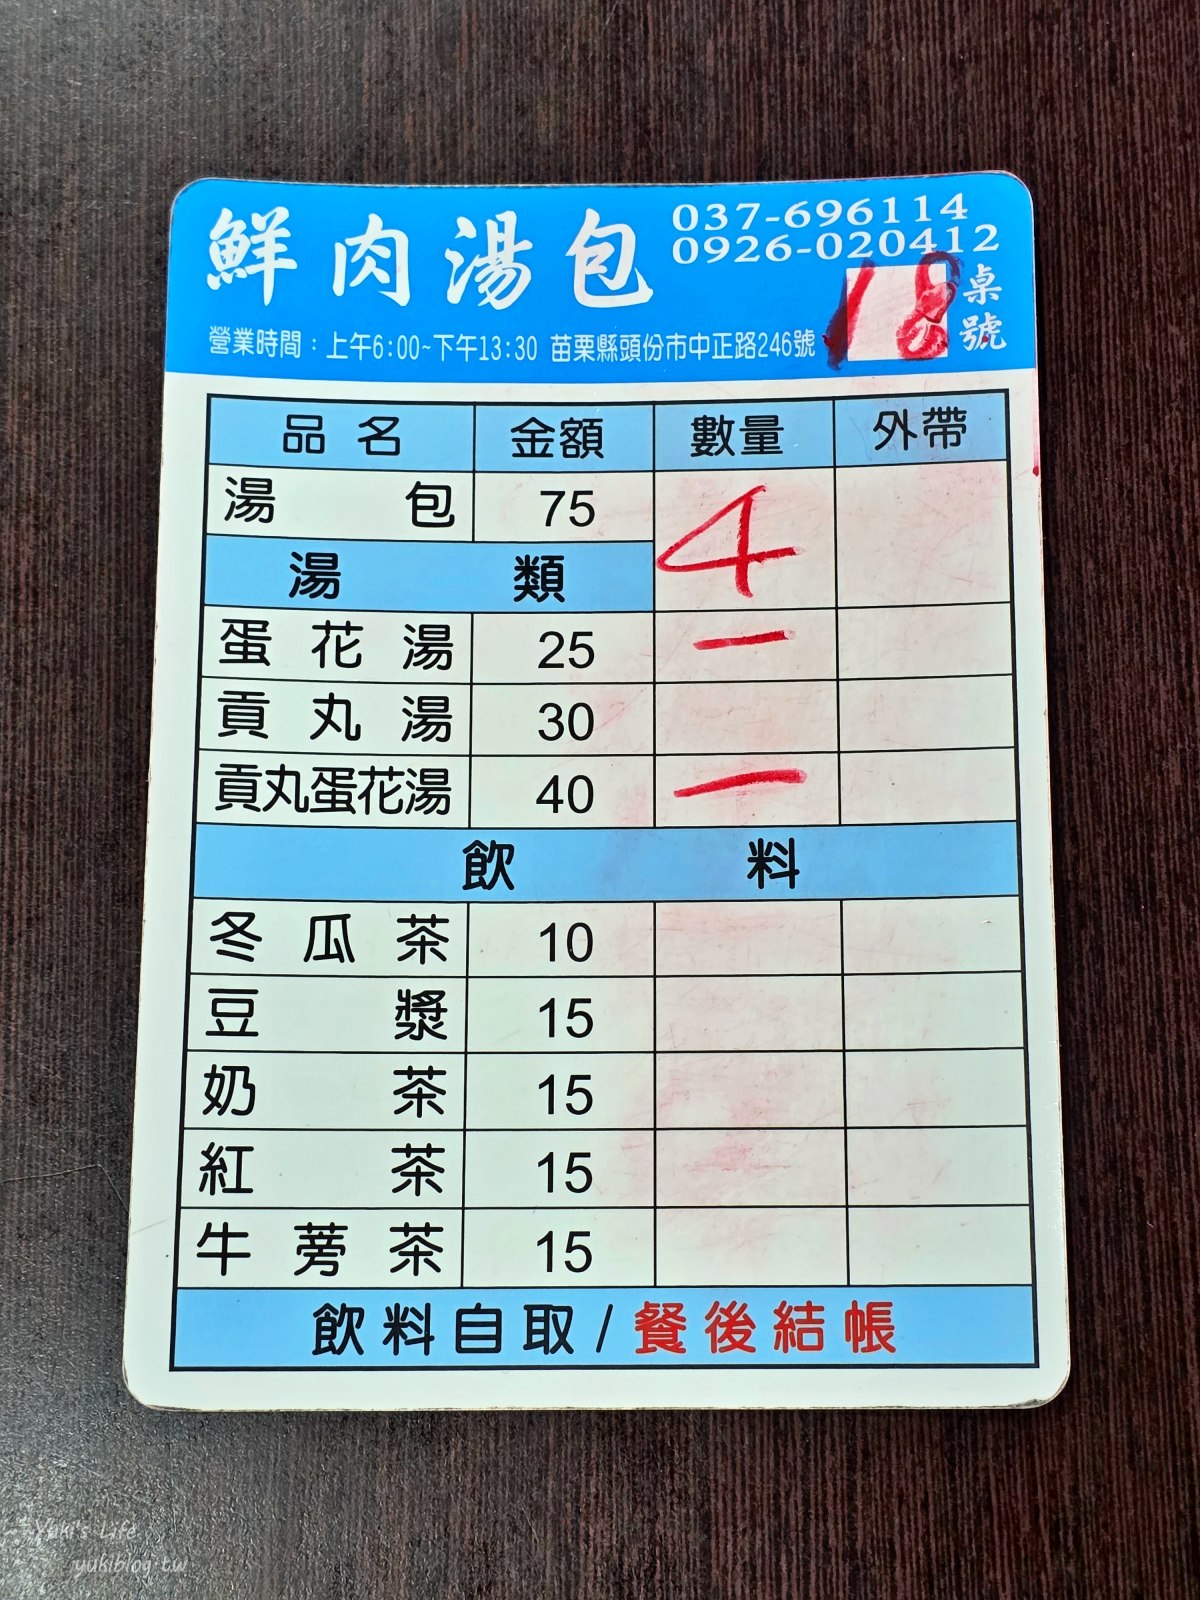 鮮肉湯包
037-696114
0926-020412
桌號 18
營業時間：上午6:00~下午13:30 苗栗縣頭份市中正路246號
品名 金額 數量 外帶
湯包 75 4
湯類
蛋花湯 25 一
貢丸湯 30
貢丸蛋花湯 40 一
飲料
冬瓜茶 10
豆漿 15
奶茶 15
紅茶 15
牛蒡茶 15
飲料自取/餐後結帳
Yuki's Life
yukiblog.tw